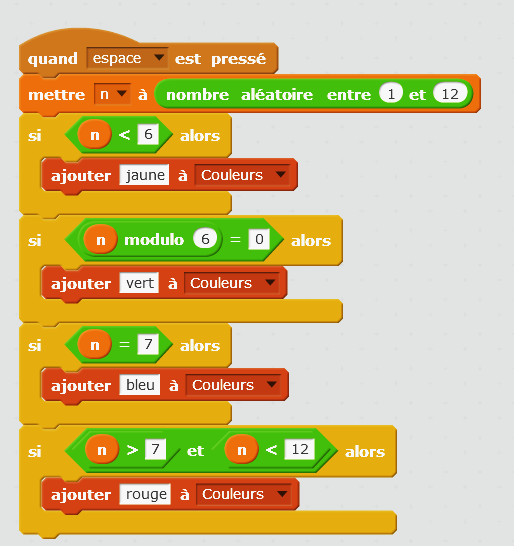 quand espace est pressé
mettre n à nombre aléatoire entre 1 et 12
si n < 6 alors
ajouter jaune à Couleurs
si n modulo 6 = 0 alors
ajouter vert à Couleurs
si n = 7 alors
ajouter bleu à Couleurs
si n > 7 et n < 12 alors
ajouter rouge à Couleurs